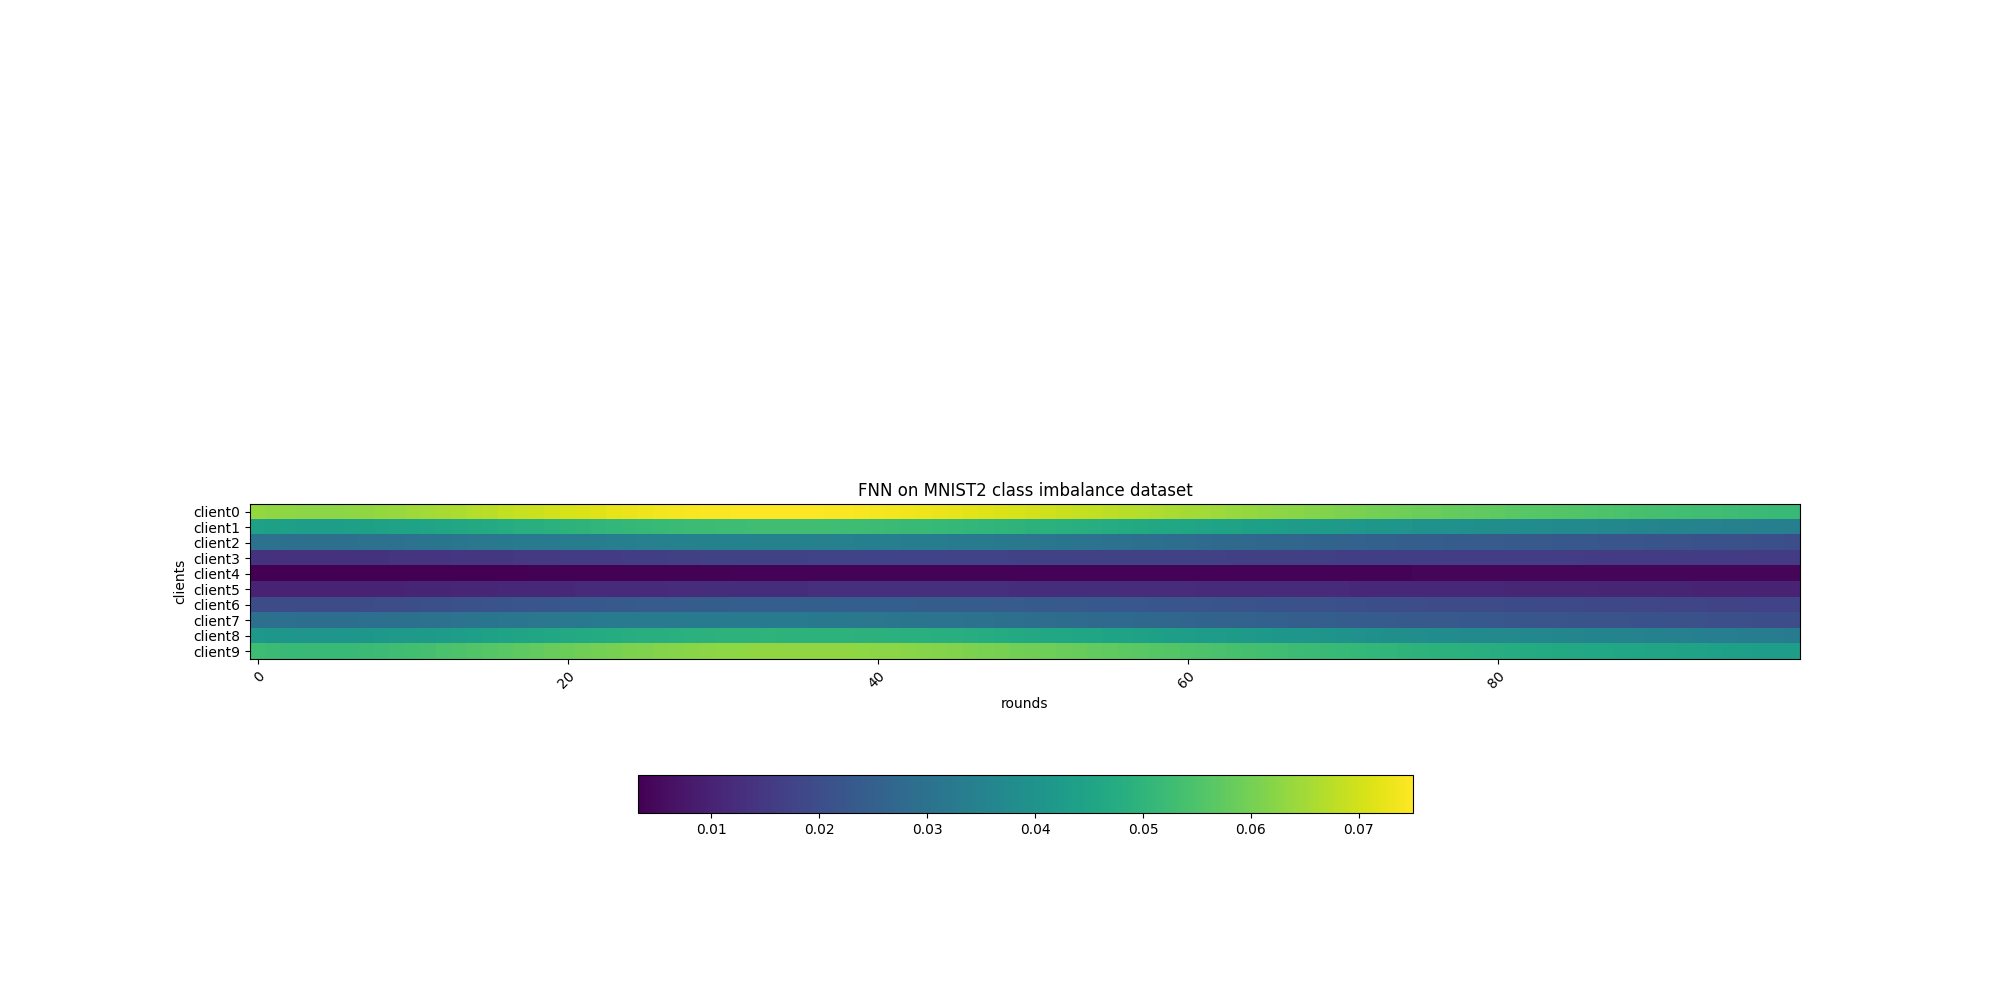 FNN on MNIST2 class imbalance dataset
client0
client1
client2
client3
client4
client5
client6
client7
client8
client9
clients
0 20 40 60 80
rounds
0.01 0.02 0.03 0.04 0.05 0.06 0.07